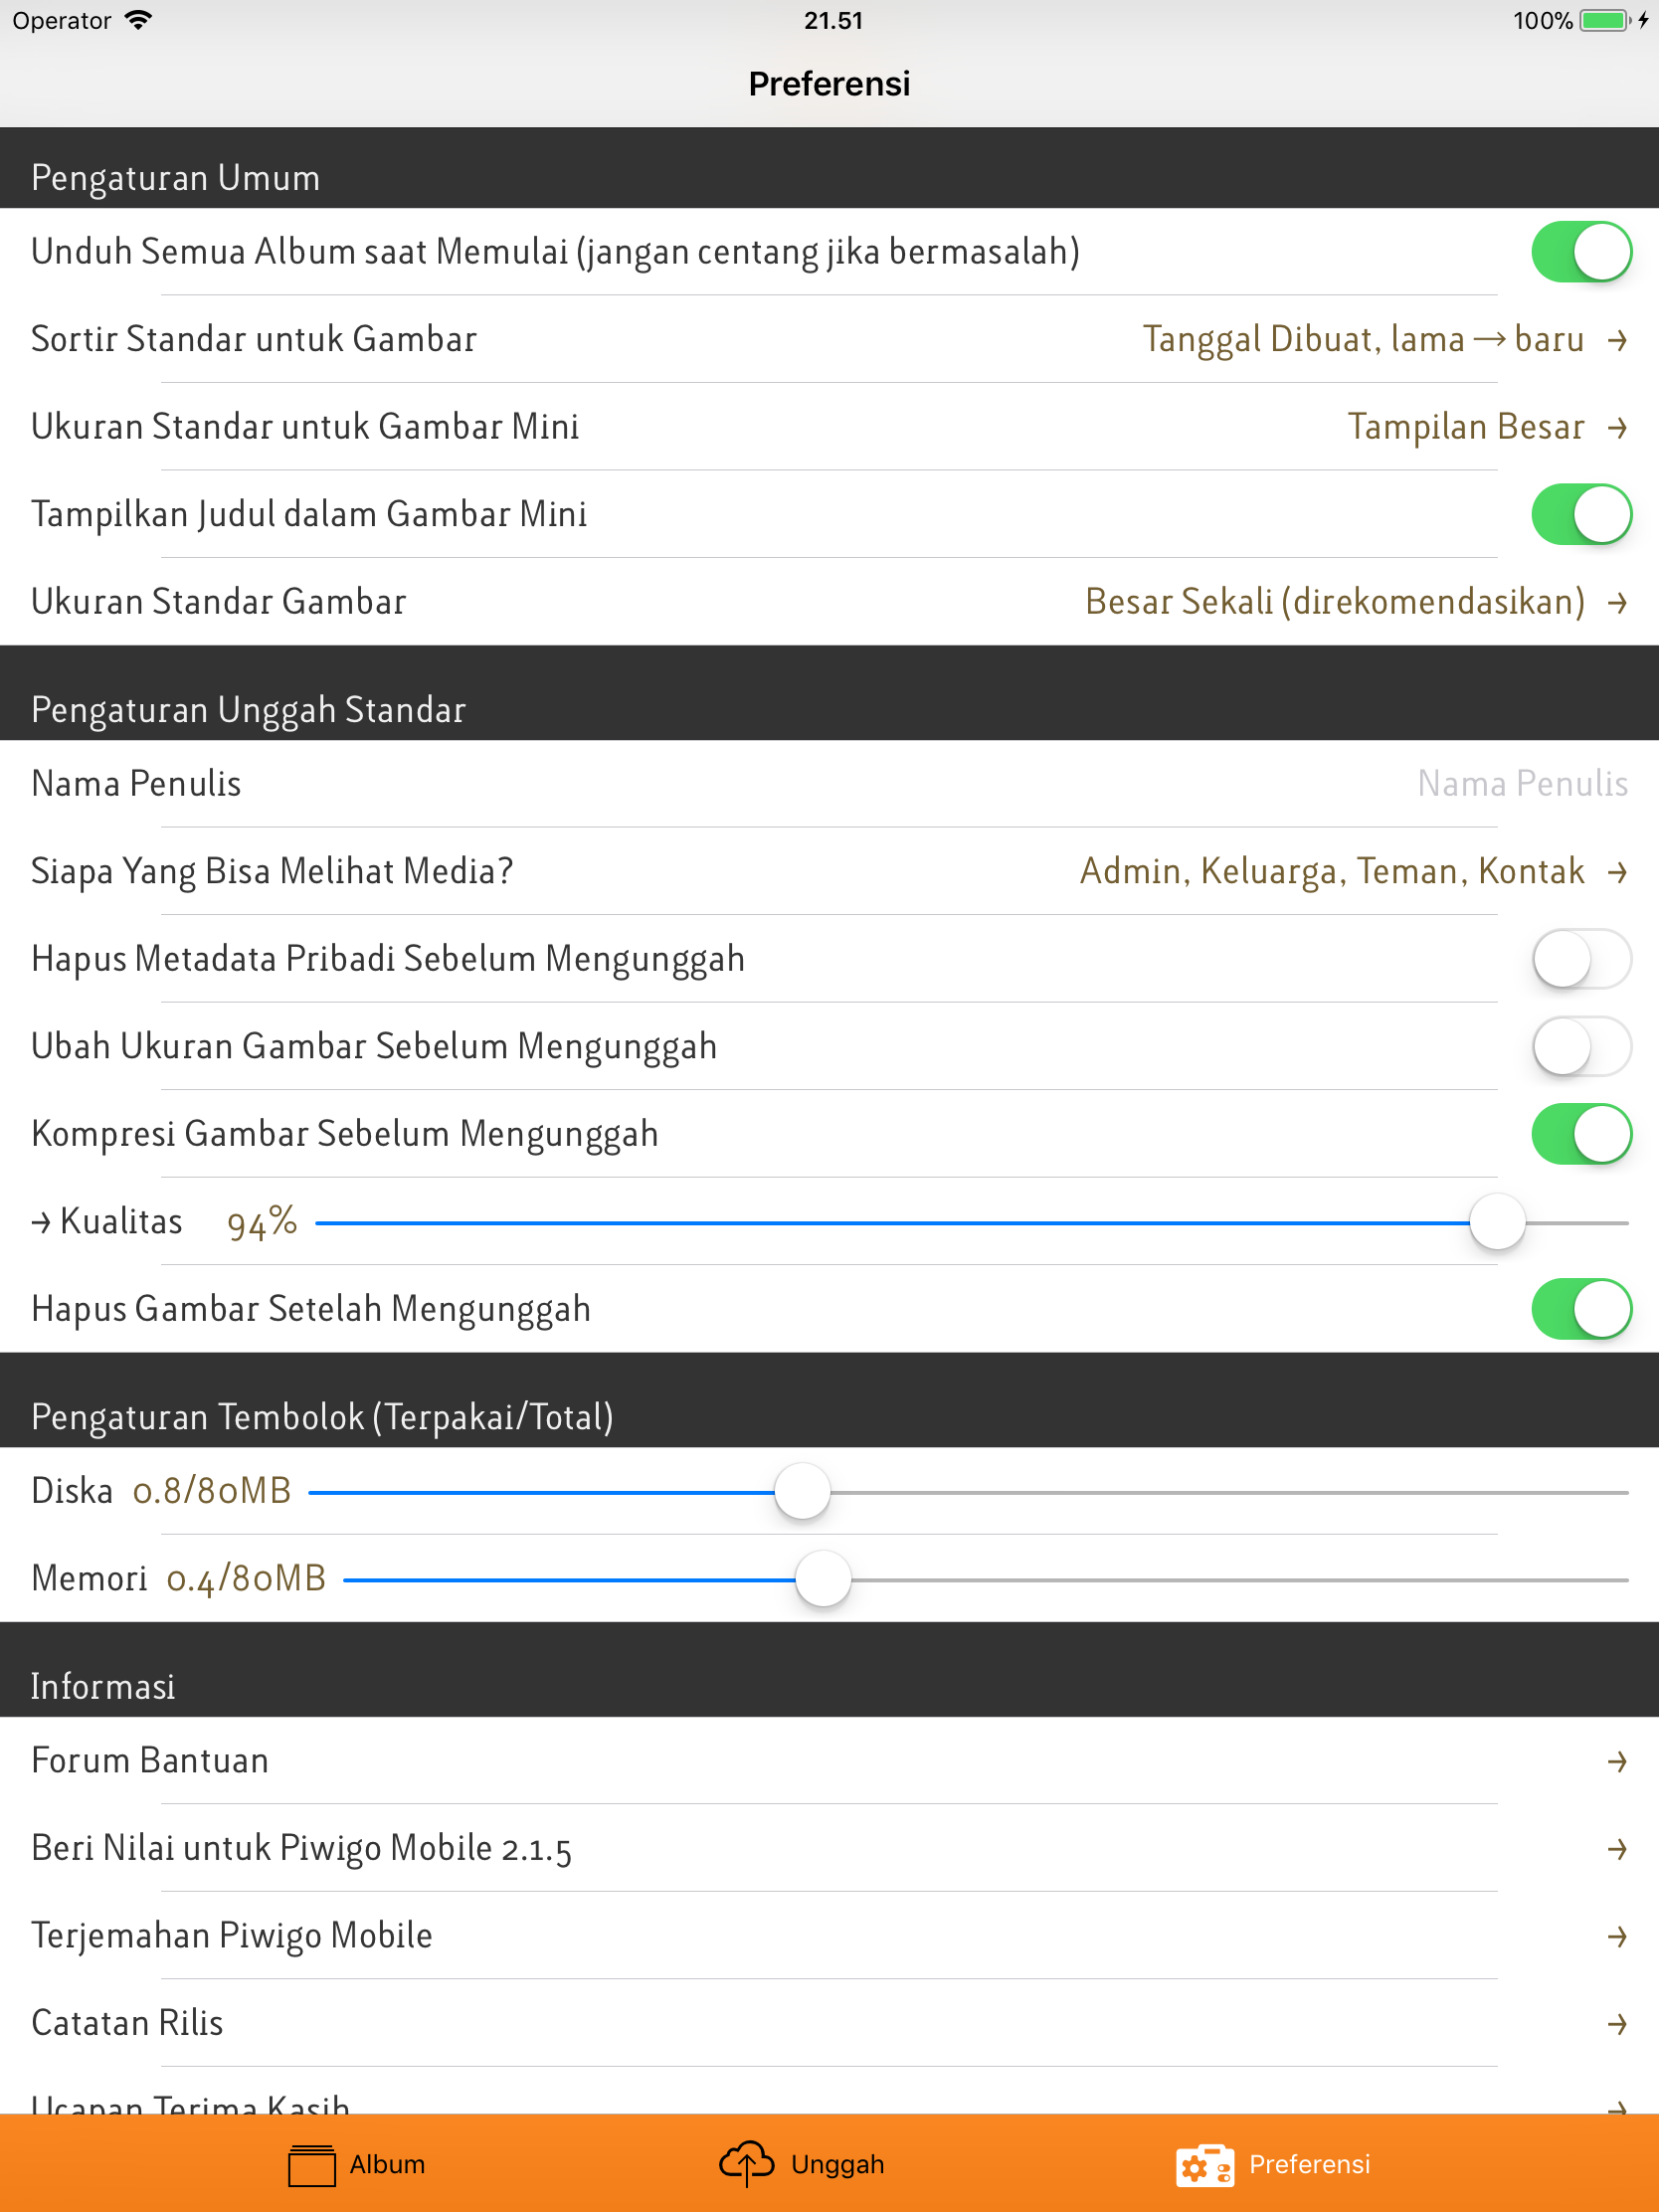 Operator 21.51 100%
Preferensi
Pengaturan Umum
Unduh Semua Album saat Memulai (jangan centang jika bermasalah)
Sortir Standar untuk Gambar Tanggal Dibuat, lama → baru →
Ukuran Standar untuk Gambar Mini Tampilan Besar →
Tampilkan Judul dalam Gambar Mini
Ukuran Standar Gambar Besar Sekali (direkomendasikan) →
Pengaturan Unggah Standar
Nama Penulis Nama Penulis
Siapa Yang Bisa Melihat Media? Admin, Keluarga, Teman, Kontak →
Hapus Metadata Pribadi Sebelum Mengunggah
Ubah Ukuran Gambar Sebelum Mengunggah
Kompresi Gambar Sebelum Mengunggah
→ Kualitas 94%
Hapus Gambar Setelah Mengunggah
Pengaturan Tembolok (Terpakai/Total)
Diska 0.8/80MB
Memori 0.4/80MB
Informasi
Forum Bantuan →
Beri Nilai untuk Piwigo Mobile 2.1.5 →
Terjemahan Piwigo Mobile →
Catatan Rilis →
Ucapan Terima Kasih →
Album Unggah Preferensi